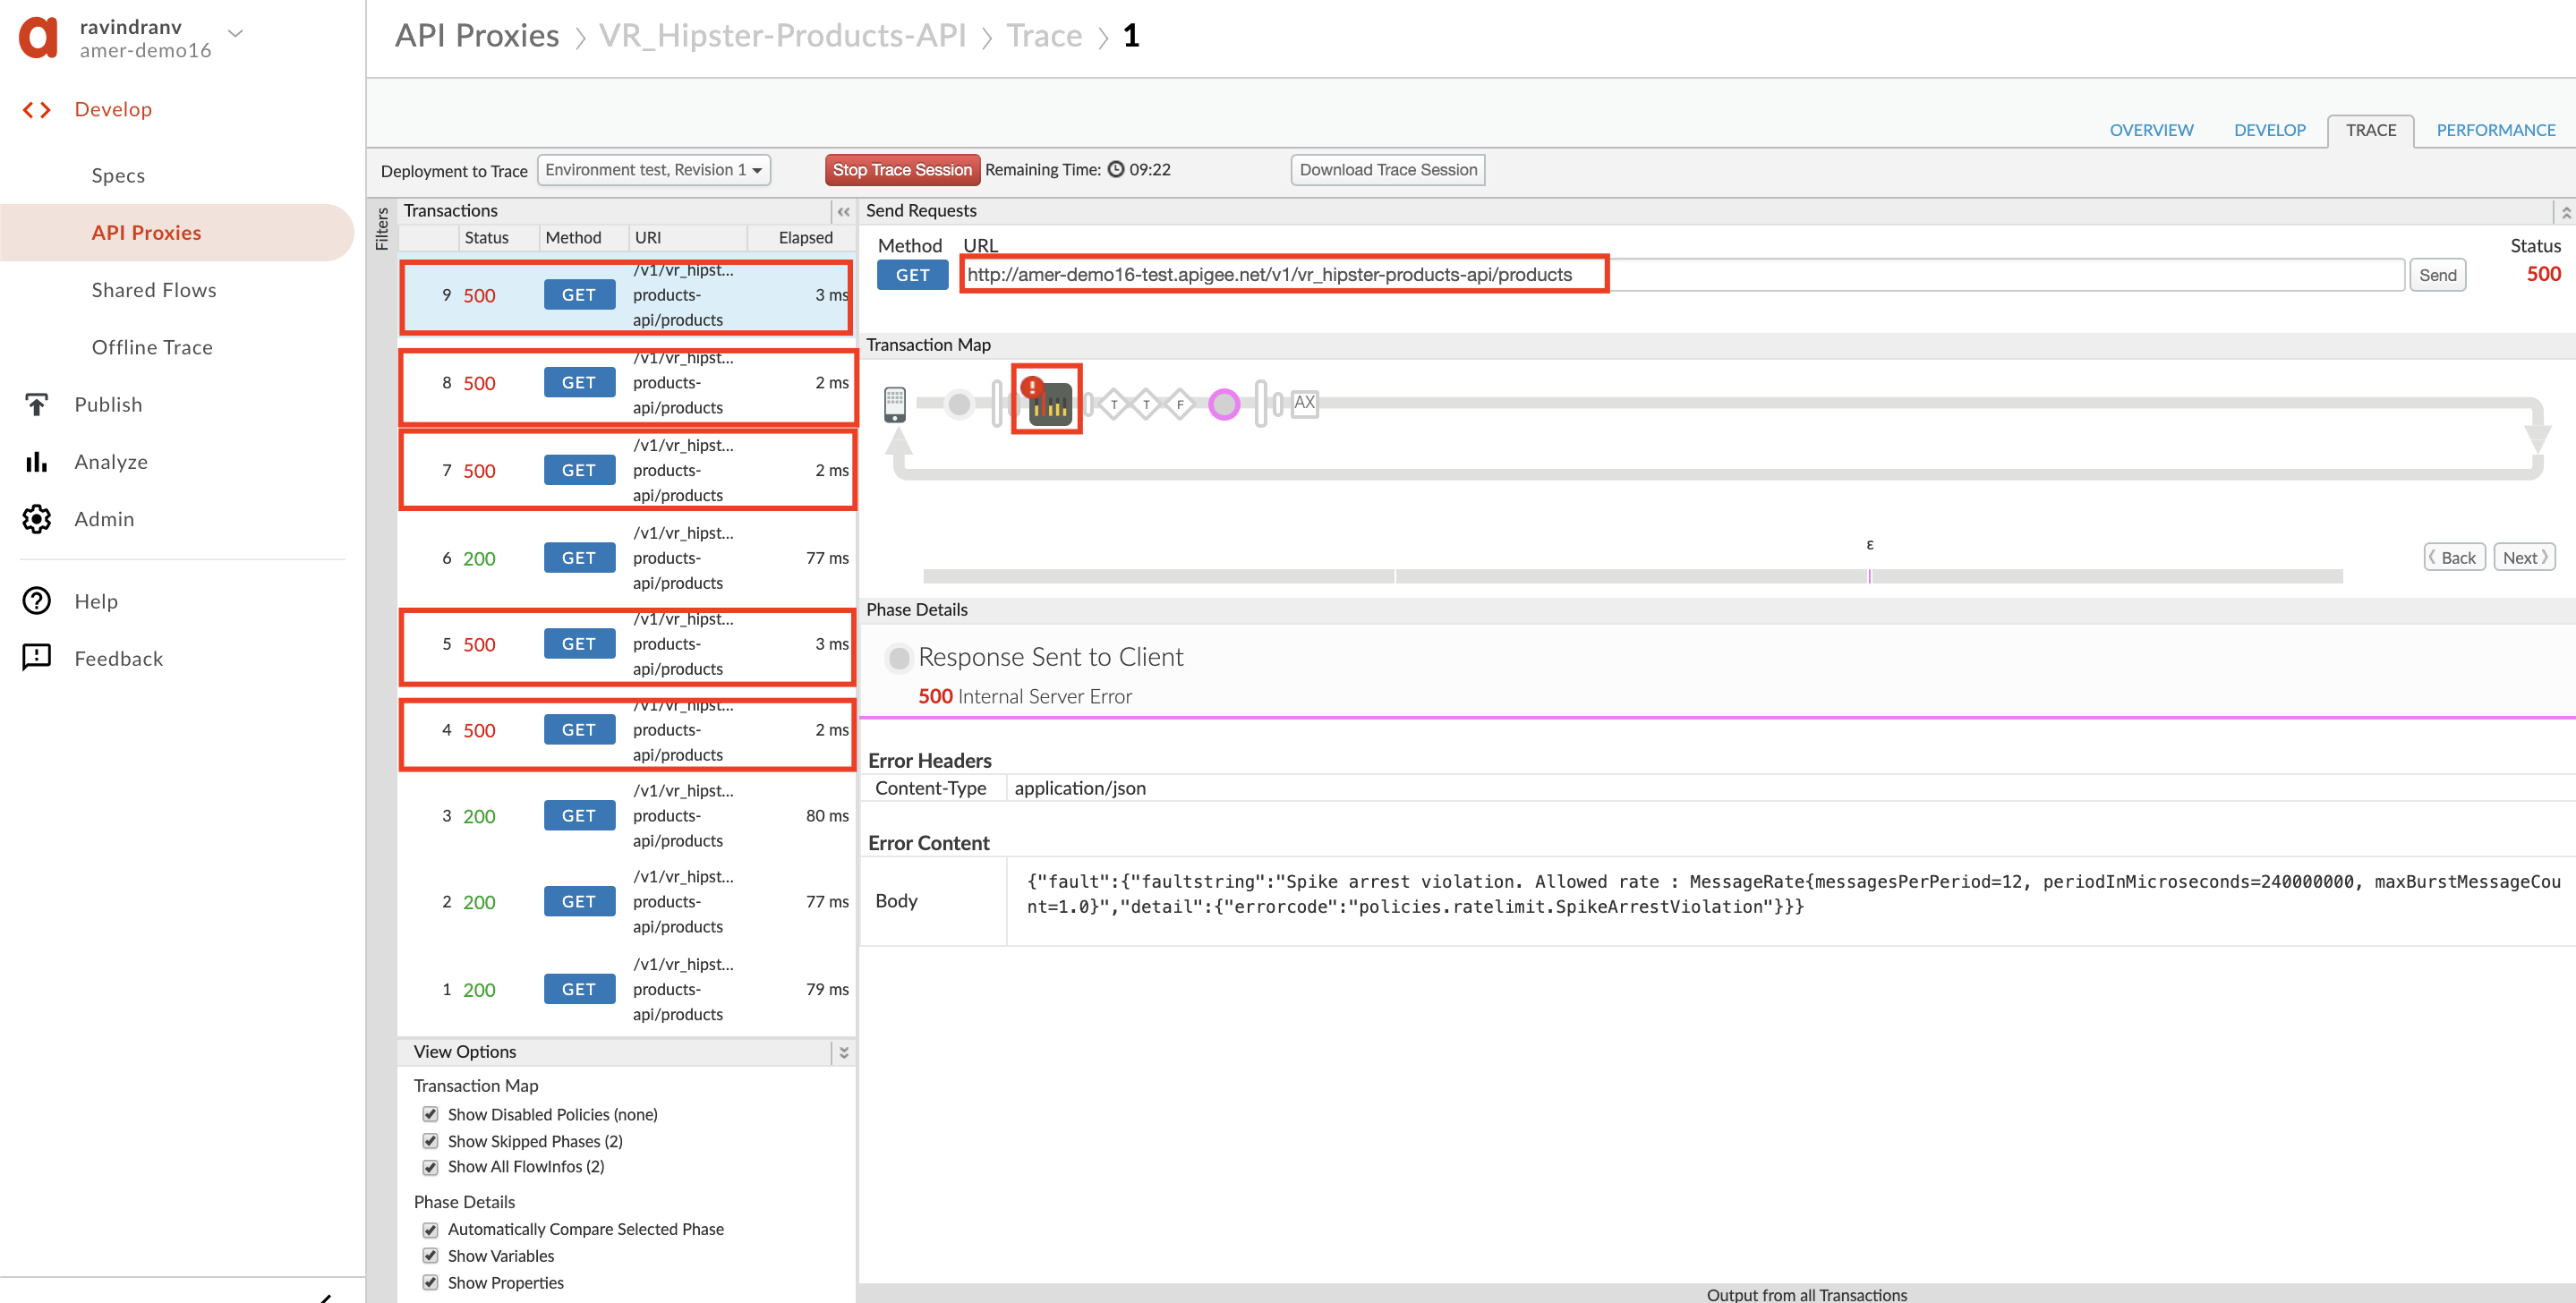 ravindranv
amer-demo16
Develop
Specs
API Proxies
Shared Flows
Offline Trace
Publish
Analyze
Admin
Help
Feedback
API Proxies > VR_Hipster-Products-API > Trace > 1
OVERVIEW DEVELOP TRACE PERFORMANCE
Deployment to Trace Environment test, Revision 1 Stop Trace Session Remaining Time: 09:22 Download Trace Session
Filters
Transactions
Status Method URI Elapsed
/v1/vr_hipst...
9 500 GET products- 3 ms
api/products
/v1/vr_hipst...
8 500 GET products- 2 ms
api/products
/v1/vr_hipst...
7 500 GET products- 2 ms
api/products
/v1/vr_hipst...
6 200 GET products- 77 ms
api/products
/v1/vr_hipst...
5 500 GET products- 3 ms
api/products
/v1/vr_hipst...
4 500 GET products- 2 ms
api/products
/v1/vr_hipst...
3 200 GET products- 80 ms
api/products
/v1/vr_hipst...
2 200 GET products- 77 ms
api/products
/v1/vr_hipst...
1 200 GET products- 79 ms
api/products
View Options
Transaction Map
Show Disabled Policies (none)
Show Skipped Phases (2)
Show All FlowInfos (2)
Phase Details
Automatically Compare Selected Phase
Show Variables
Show Properties
Send Requests
Method URL Status
GET http://amer-demo16-test.apigee.net/v1/vr_hipster-products-api/products Send 500
Transaction Map
T T F AX
ε
Back Next
Phase Details
Response Sent to Client
500 Internal Server Error
Error Headers
Content-Type application/json
Error Content
Body
{"fault":{"faultstring":"Spike arrest violation. Allowed rate : MessageRate{messagesPerPeriod=12, periodInMicroseconds=240000000, maxBurstMessageCou
nt=1.0}","detail":{"errorcode":"policies.ratelimit.SpikeArrestViolation"}}}
Output from all Transactions